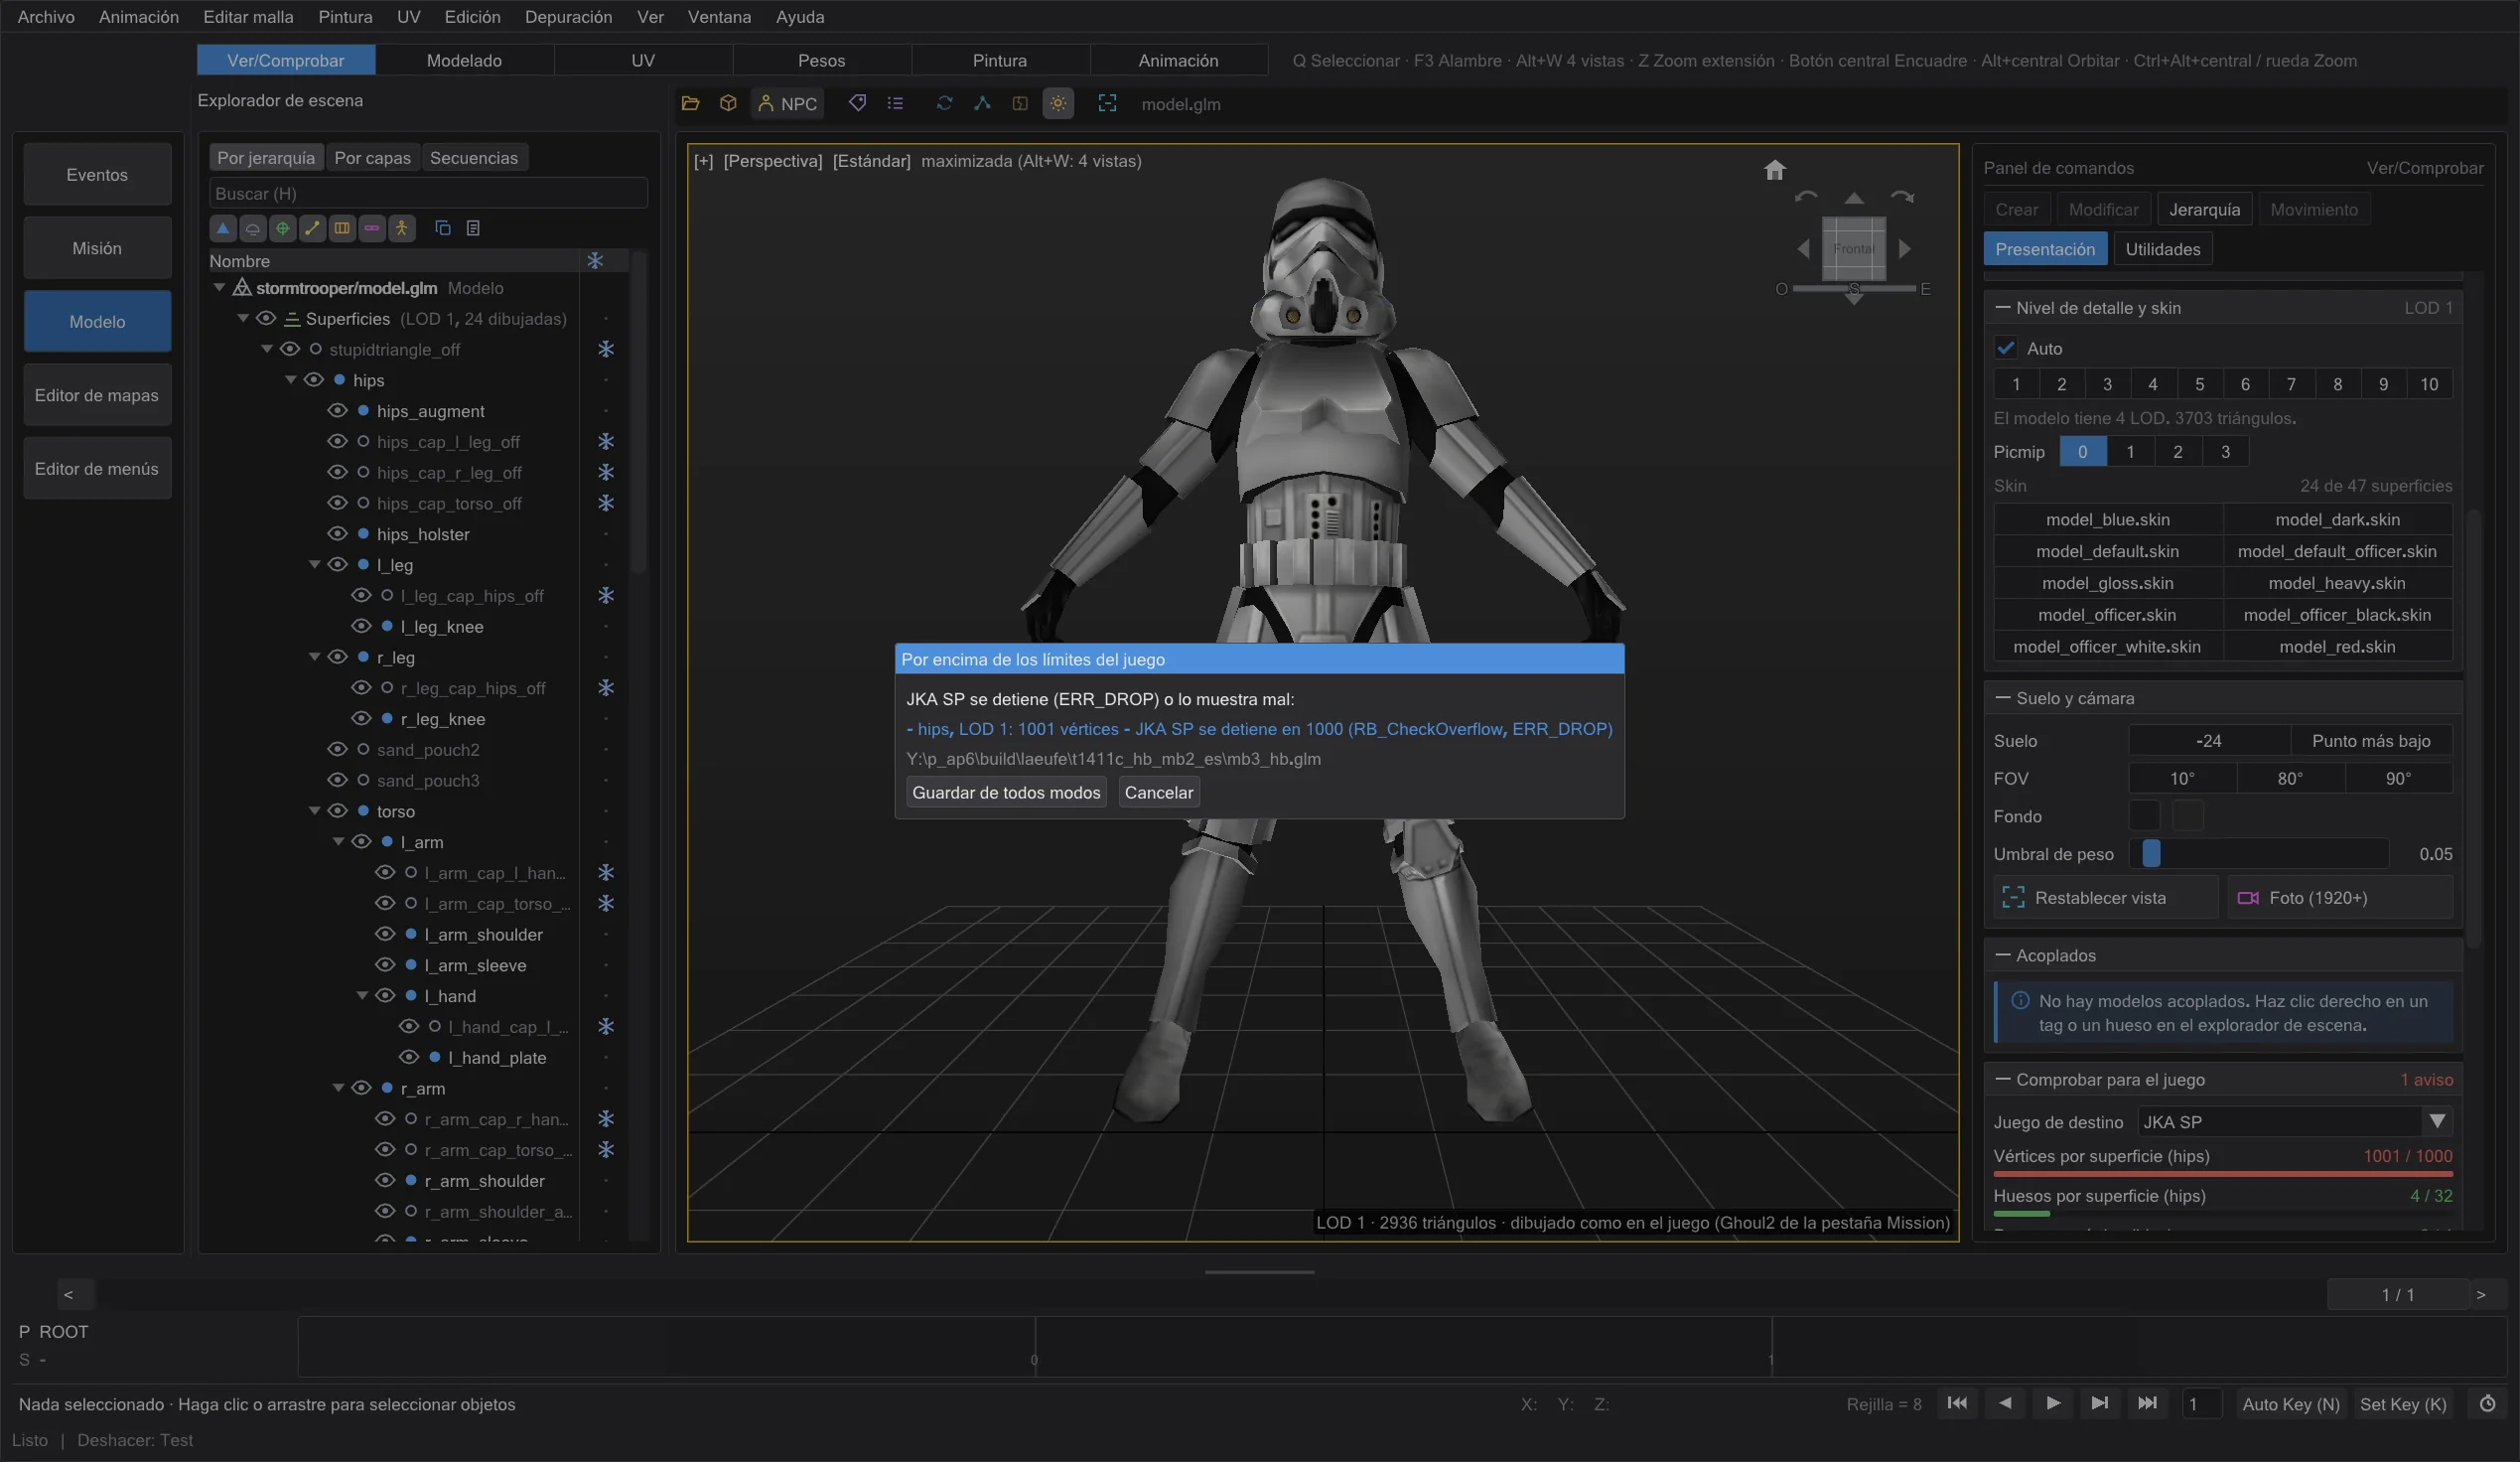 Archivo Animación Editar malla Pintura UV Edición Depuración Ver Ventana Ayuda
Ver/Comprobar Modelado UV Pesos Pintura Animación Q Seleccionar · F3 Alambre · Alt+W 4 vistas · Z Zoom extensión · Botón central Encuadre · Alt+central Orbitar · Ctrl+Alt+central / rueda Zoom
Explorador de escena
NPC model.glm
Eventos
Misión
Modelo
Editor de mapas
Editor de menús
Por jerarquía Por capas Secuencias
Buscar (H)
Nombre
stormtrooper/model.glm Modelo
Superficies (LOD 1, 24 dibujadas)
stupidtriangle_off
hips
hips_augment
hips_cap_l_leg_off
hips_cap_r_leg_off
hips_cap_torso_off
hips_holster
l_leg
l_leg_cap_hips_off
l_leg_knee
r_leg
r_leg_cap_hips_off
r_leg_knee
sand_pouch2
sand_pouch3
torso
l_arm
l_arm_cap_l_han...
l_arm_cap_torso_...
l_arm_shoulder
l_arm_sleeve
l_hand
l_hand_cap_l_...
l_hand_plate
r_arm
r_arm_cap_r_han...
r_arm_cap_torso_...
r_arm_shoulder
r_arm_shoulder_a...
[+] [Perspectiva] [Estándar] maximizada (Alt+W: 4 vistas)
Frontal
O S E
Por encima de los límites del juego
JKA SP se detiene (ERR_DROP) o lo muestra mal:
- hips, LOD 1: 1001 vértices - JKA SP se detiene en 1000 (RB_CheckOverflow, ERR_DROP)
Y:\p_ap6\build\laeufe\t1411c_hb_mb2_es\mb3_hb.glm
Guardar de todos modos Cancelar
LOD 1 · 2936 triángulos · dibujado como en el juego (Ghoul2 de la pestaña Mission)
Panel de comandos Ver/Comprobar
Crear Modificar Jerarquía Movimiento
Presentación Utilidades
Nivel de detalle y skin LOD 1
Auto
1 2 3 4 5 6 7 8 9 10
El modelo tiene 4 LOD. 3703 triángulos.
Picmip 0 1 2 3
Skin 24 de 47 superficies
model_blue.skin model_dark.skin
model_default.skin model_default_officer.skin
model_gloss.skin model_heavy.skin
model_officer.skin model_officer_black.skin
model_officer_white.skin model_red.skin
Suelo y cámara
Suelo -24 Punto más bajo
FOV 10° 80° 90°
Fondo
Umbral de peso 0.05
Restablecer vista Foto (1920+)
Acoplados
No hay modelos acoplados. Haz clic derecho en un
tag o un hueso en el explorador de escena.
Comprobar para el juego 1 aviso
Juego de destino JKA SP
Vértices por superficie (hips) 1001 / 1000
Huesos por superficie (hips) 4 / 32
< 1 / 1 >
P ROOT
S -
0 1
Nada seleccionado · Haga clic o arrastre para seleccionar objetos X: Y: Z: Rejilla = 8 1 Auto Key (N) Set Key (K)
Listo | Deshacer: Test